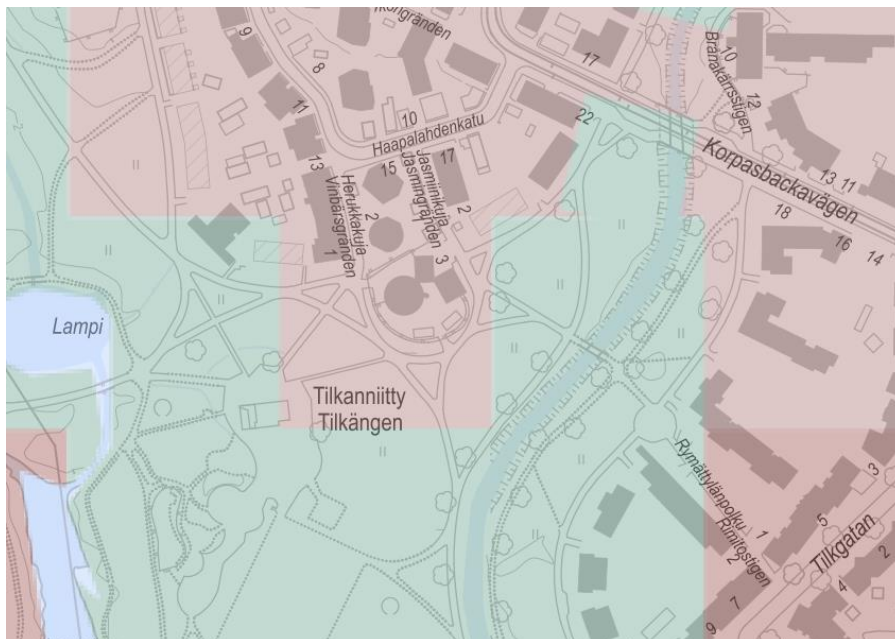 9
8
11
10
Haapalahdenkatu
13
15
17
Herukkakuja
Vinbärsgränden
2
1
Jasmiinikuja
Jasmingränden
2
3
17
22
10
Brånakärrsstigen
12
13
11
Korpasbackavägen
18
16
14
Lampi
Tilkanniitty
Tilkängen
Rymättylänpolku
Rimitostigen
1
2
3
5
Tilkgatan
2
4
7
9